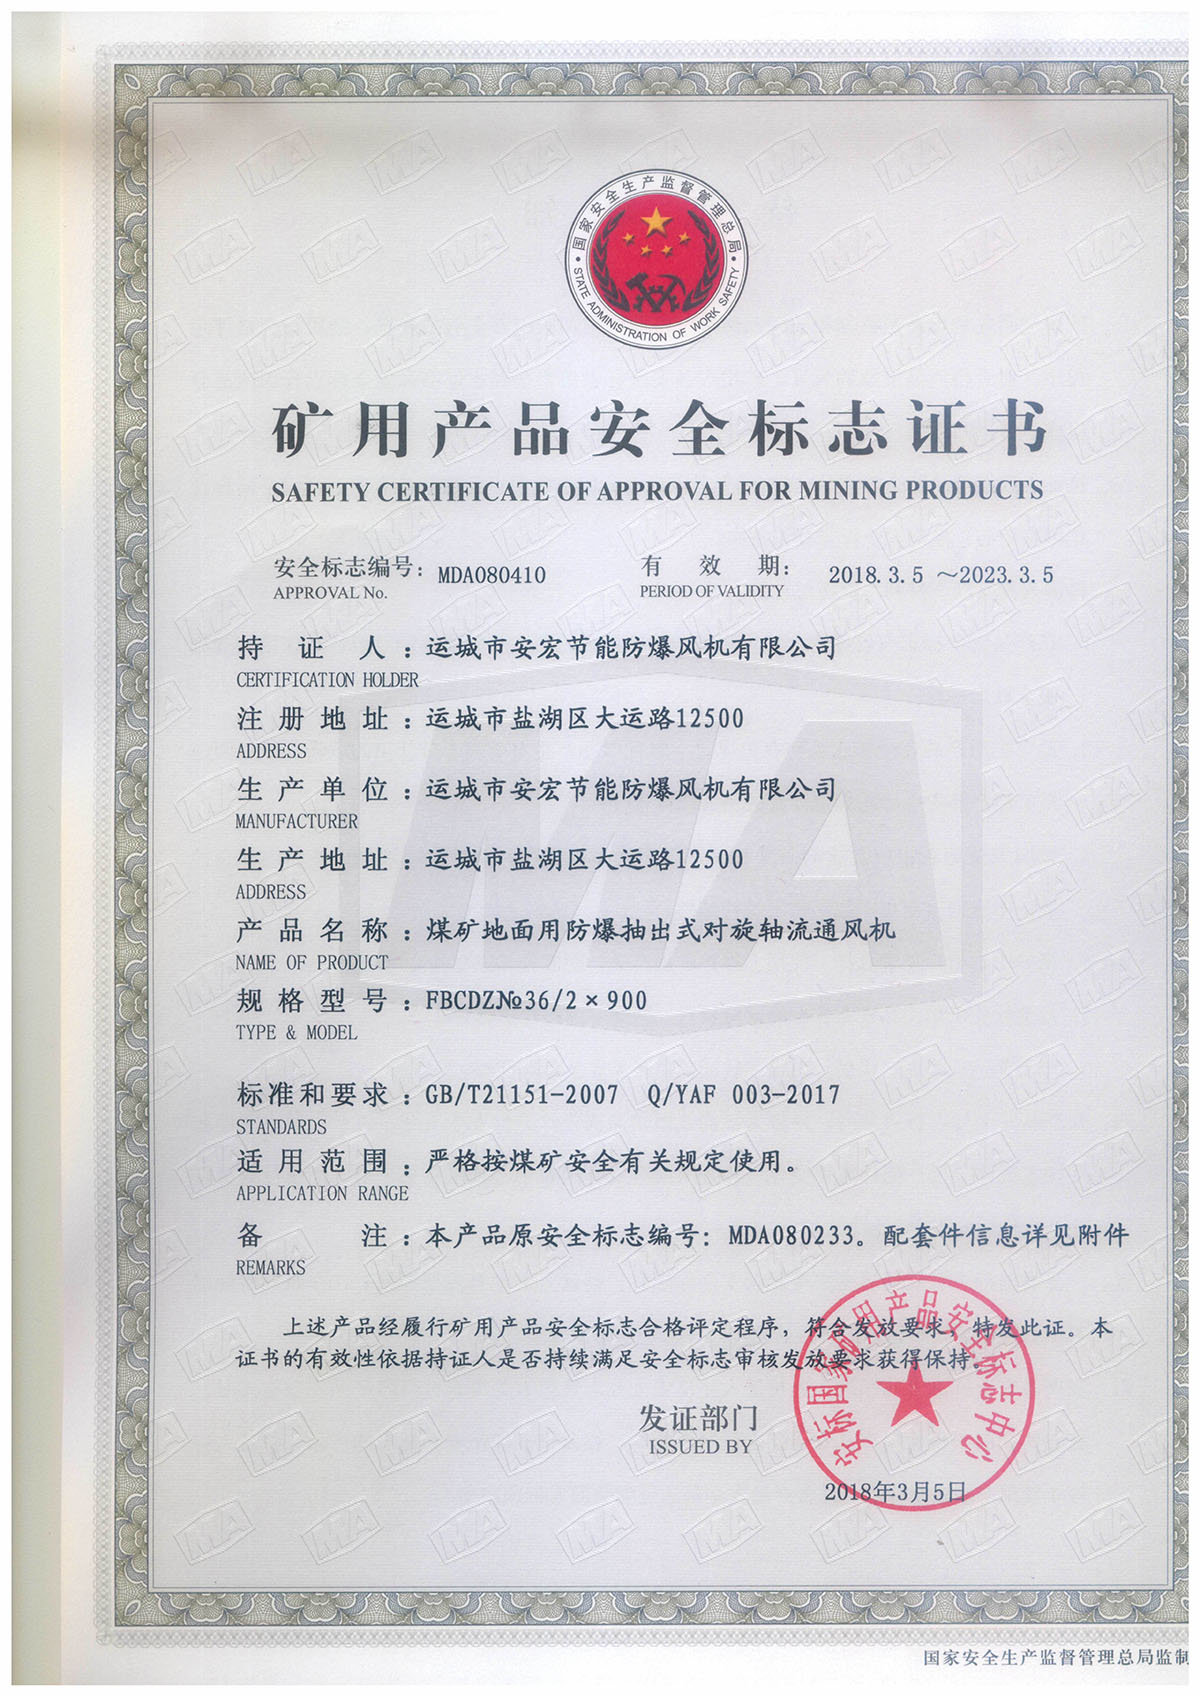 国家安全生产监督管理总局
STATE ADMINISTRATION OF WORK SAFETY
矿用产品安全标志证书
SAFETY CERTIFICATE OF APPROVAL FOR MINING PRODUCTS
安全标志编号: MDA080410 有效期: 2018.3.5 ~2023.3.5
APPROVAL No. PERIOD OF VALIDITY
持证人:运城市安宏节能防爆风机有限公司
CERTIFICATION HOLDER
注册地址:运城市盐湖区大运路12500
ADDRESS
生产单位:运城市安宏节能防爆风机有限公司
MANUFACTURER
生产地址:运城市盐湖区大运路12500
ADDRESS
产品名称:煤矿地面用防爆抽出式对旋轴流通风机
NAME OF PRODUCT
规格型号:FBCDZ№36/2×900
TYPE & MODEL
标准和要求:GB/T21151-2007 Q/YAF 003-2017
STANDARDS
适用范围:严格按煤矿安全有关规定使用。
APPLICATION RANGE
备注:本产品原安全标志编号: MDA080233。配套件信息详见附件
REMARKS
上述产品经履行矿用产品安全标志合格评定程序，符合发放要求，特发此证。本
证书的有效性依据持证人是否持续满足安全标志审核发放要求获得保持。
安标国家矿用产品安全标志中心
发证部门
ISSUED BY
2018年3月5日
国家安全生产监督管理总局监制
MA